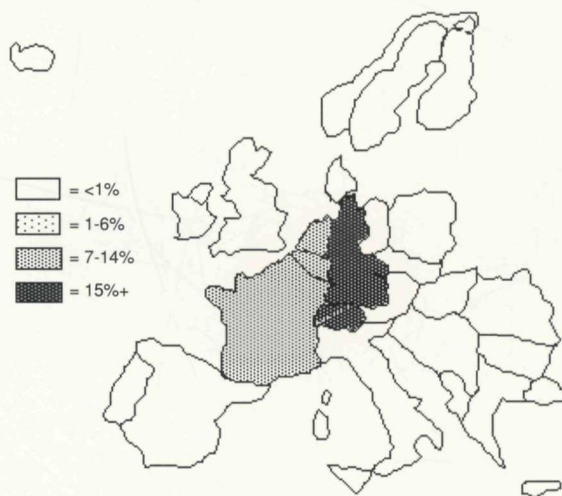 = <1%
= 1-6%
= 7-14%
= 15%+